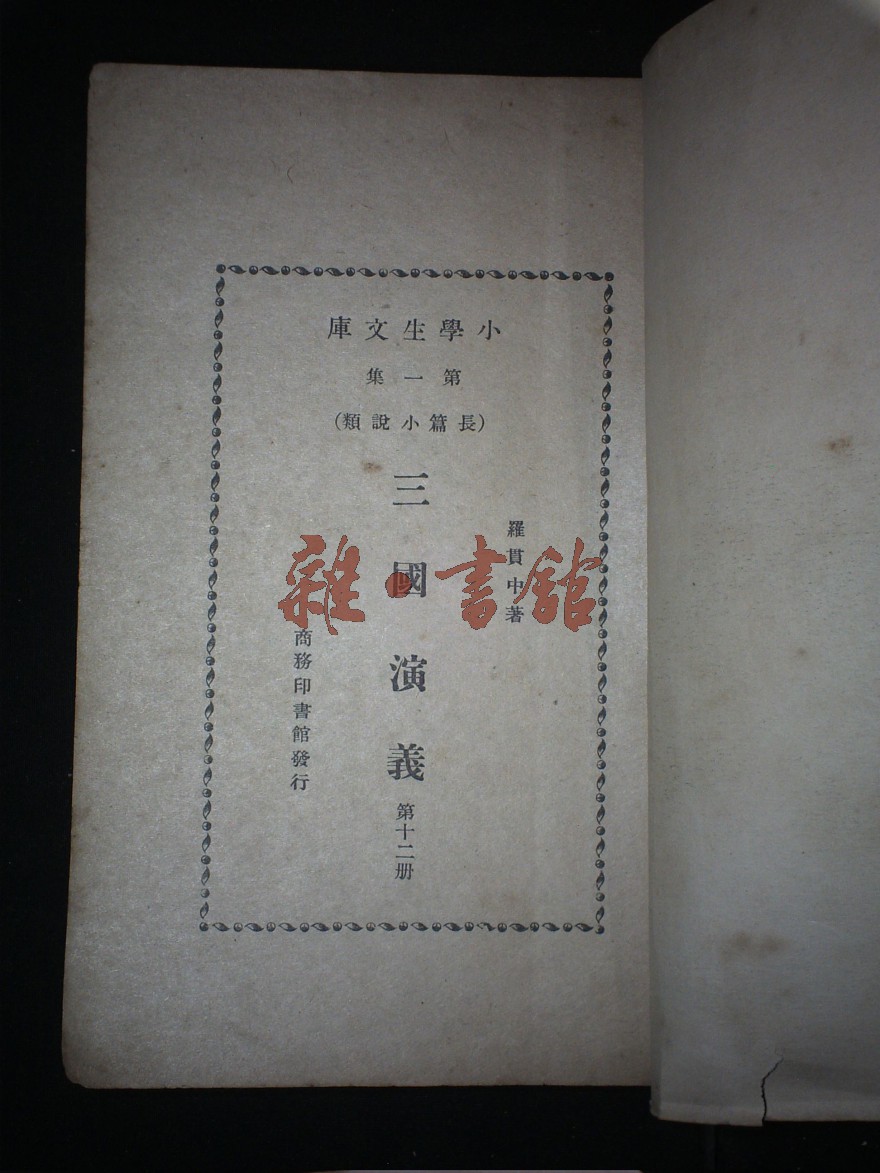 小學生文庫
第一集
(長篇小說類)
羅貫中著
三國演義 第十二册
商務印書館發行
雜·書館